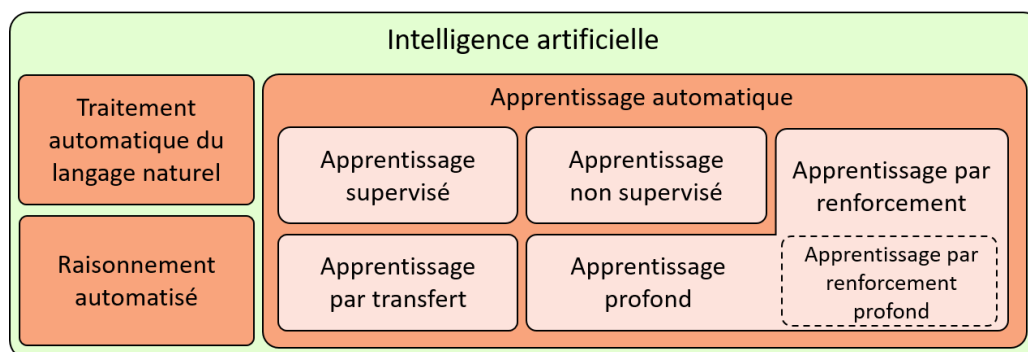 Intelligence artificielle
Traitement
automatique du
langage naturel
Raisonnement
automatisé
Apprentissage automatique
Apprentissage
supervisé
Apprentissage
non supervisé
Apprentissage par
renforcement
Apprentissage
par transfert
Apprentissage
profond
Apprentissage par
renforcement
profond